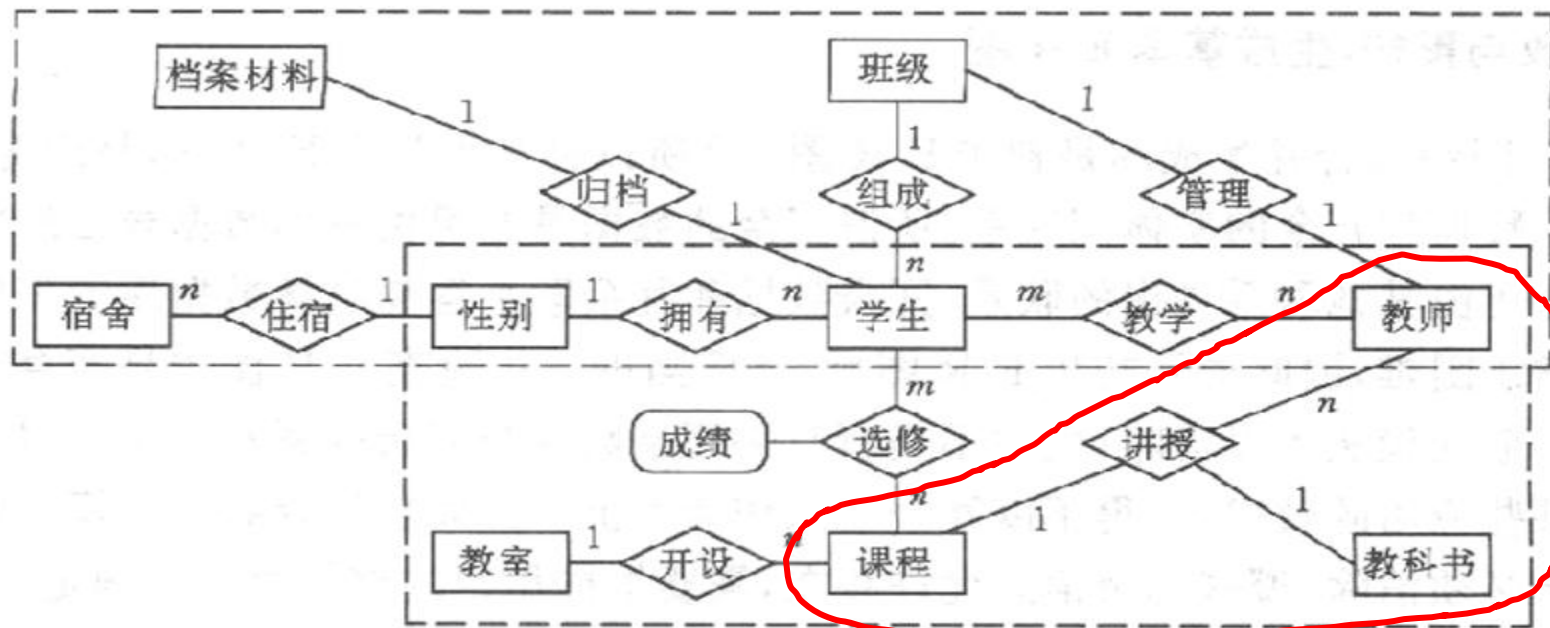 档案材料
班级
1
1
1
归档
组成
管理
1
1
n
宿舍
n
住宿
1
性别
1
拥有
n
学生
m
教学
n
教师
m
n
成绩
选修
讲授
n
1
1
教室
1
开设
n
课程
教科书